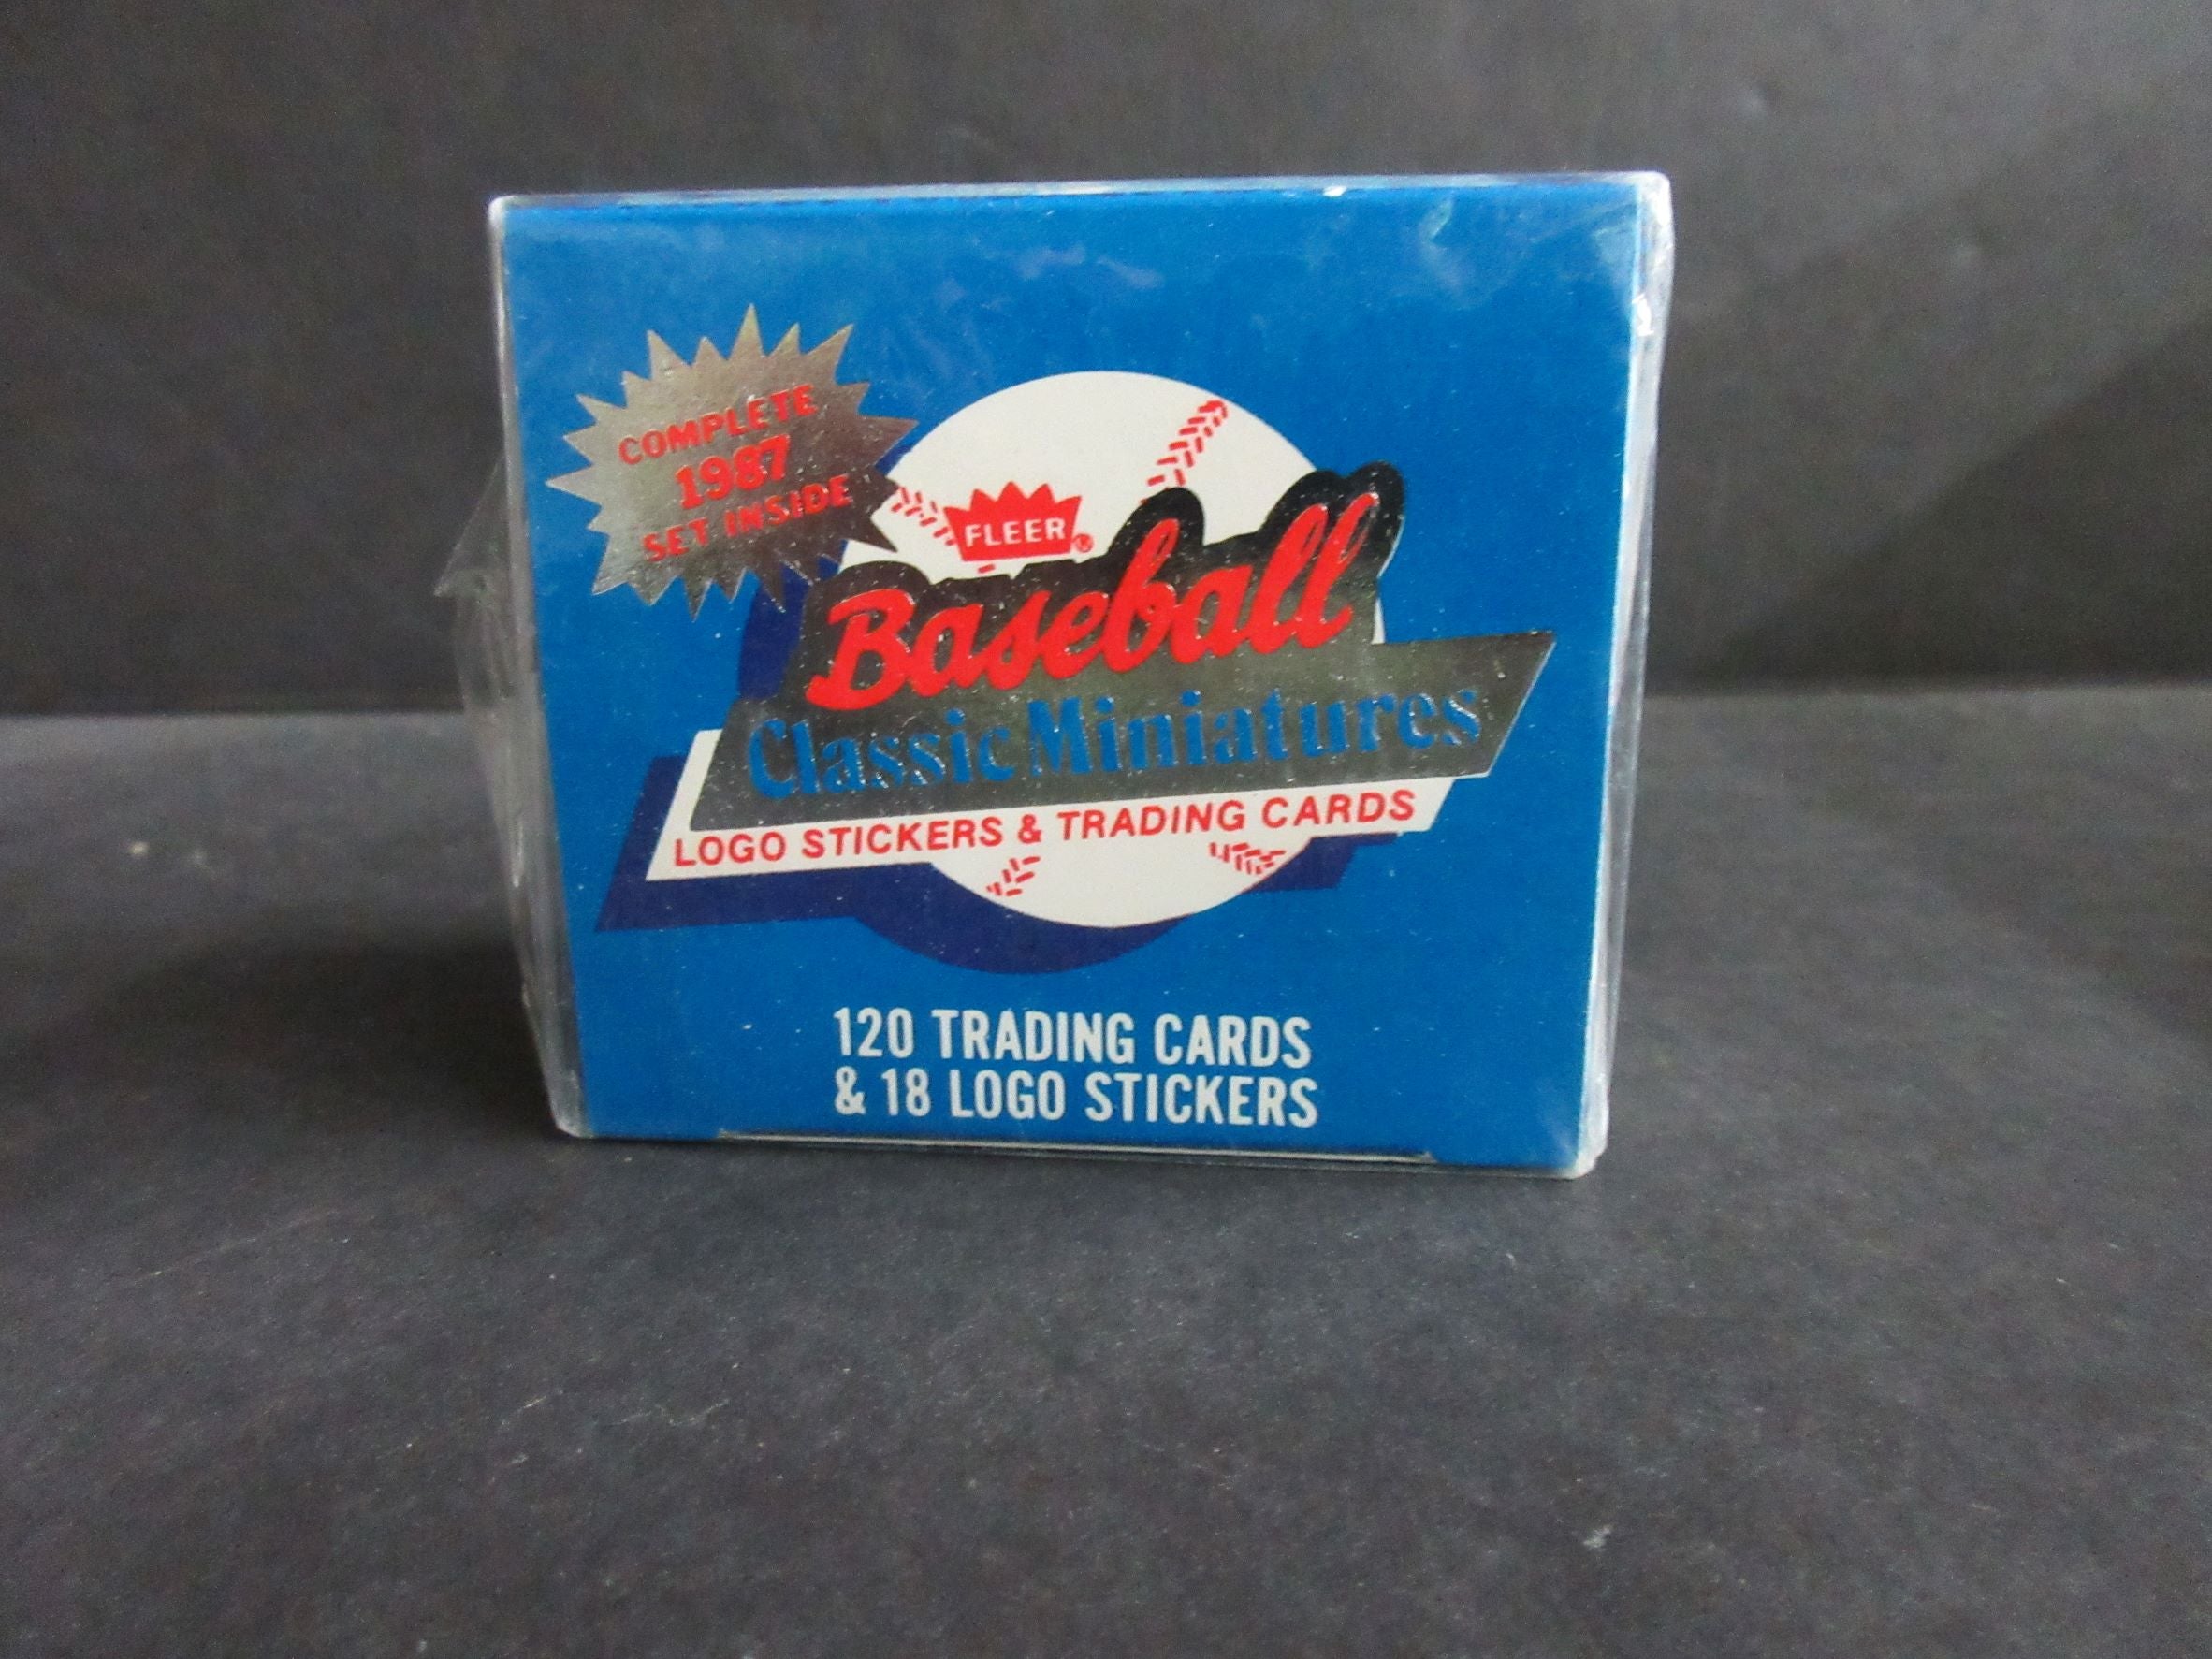 COMPLETE
1987
SET INSIDE
FLEER®
Baseball
Classic Miniatures
LOGO STICKERS & TRADING CARDS
120 TRADING CARDS
& 18 LOGO STICKERS